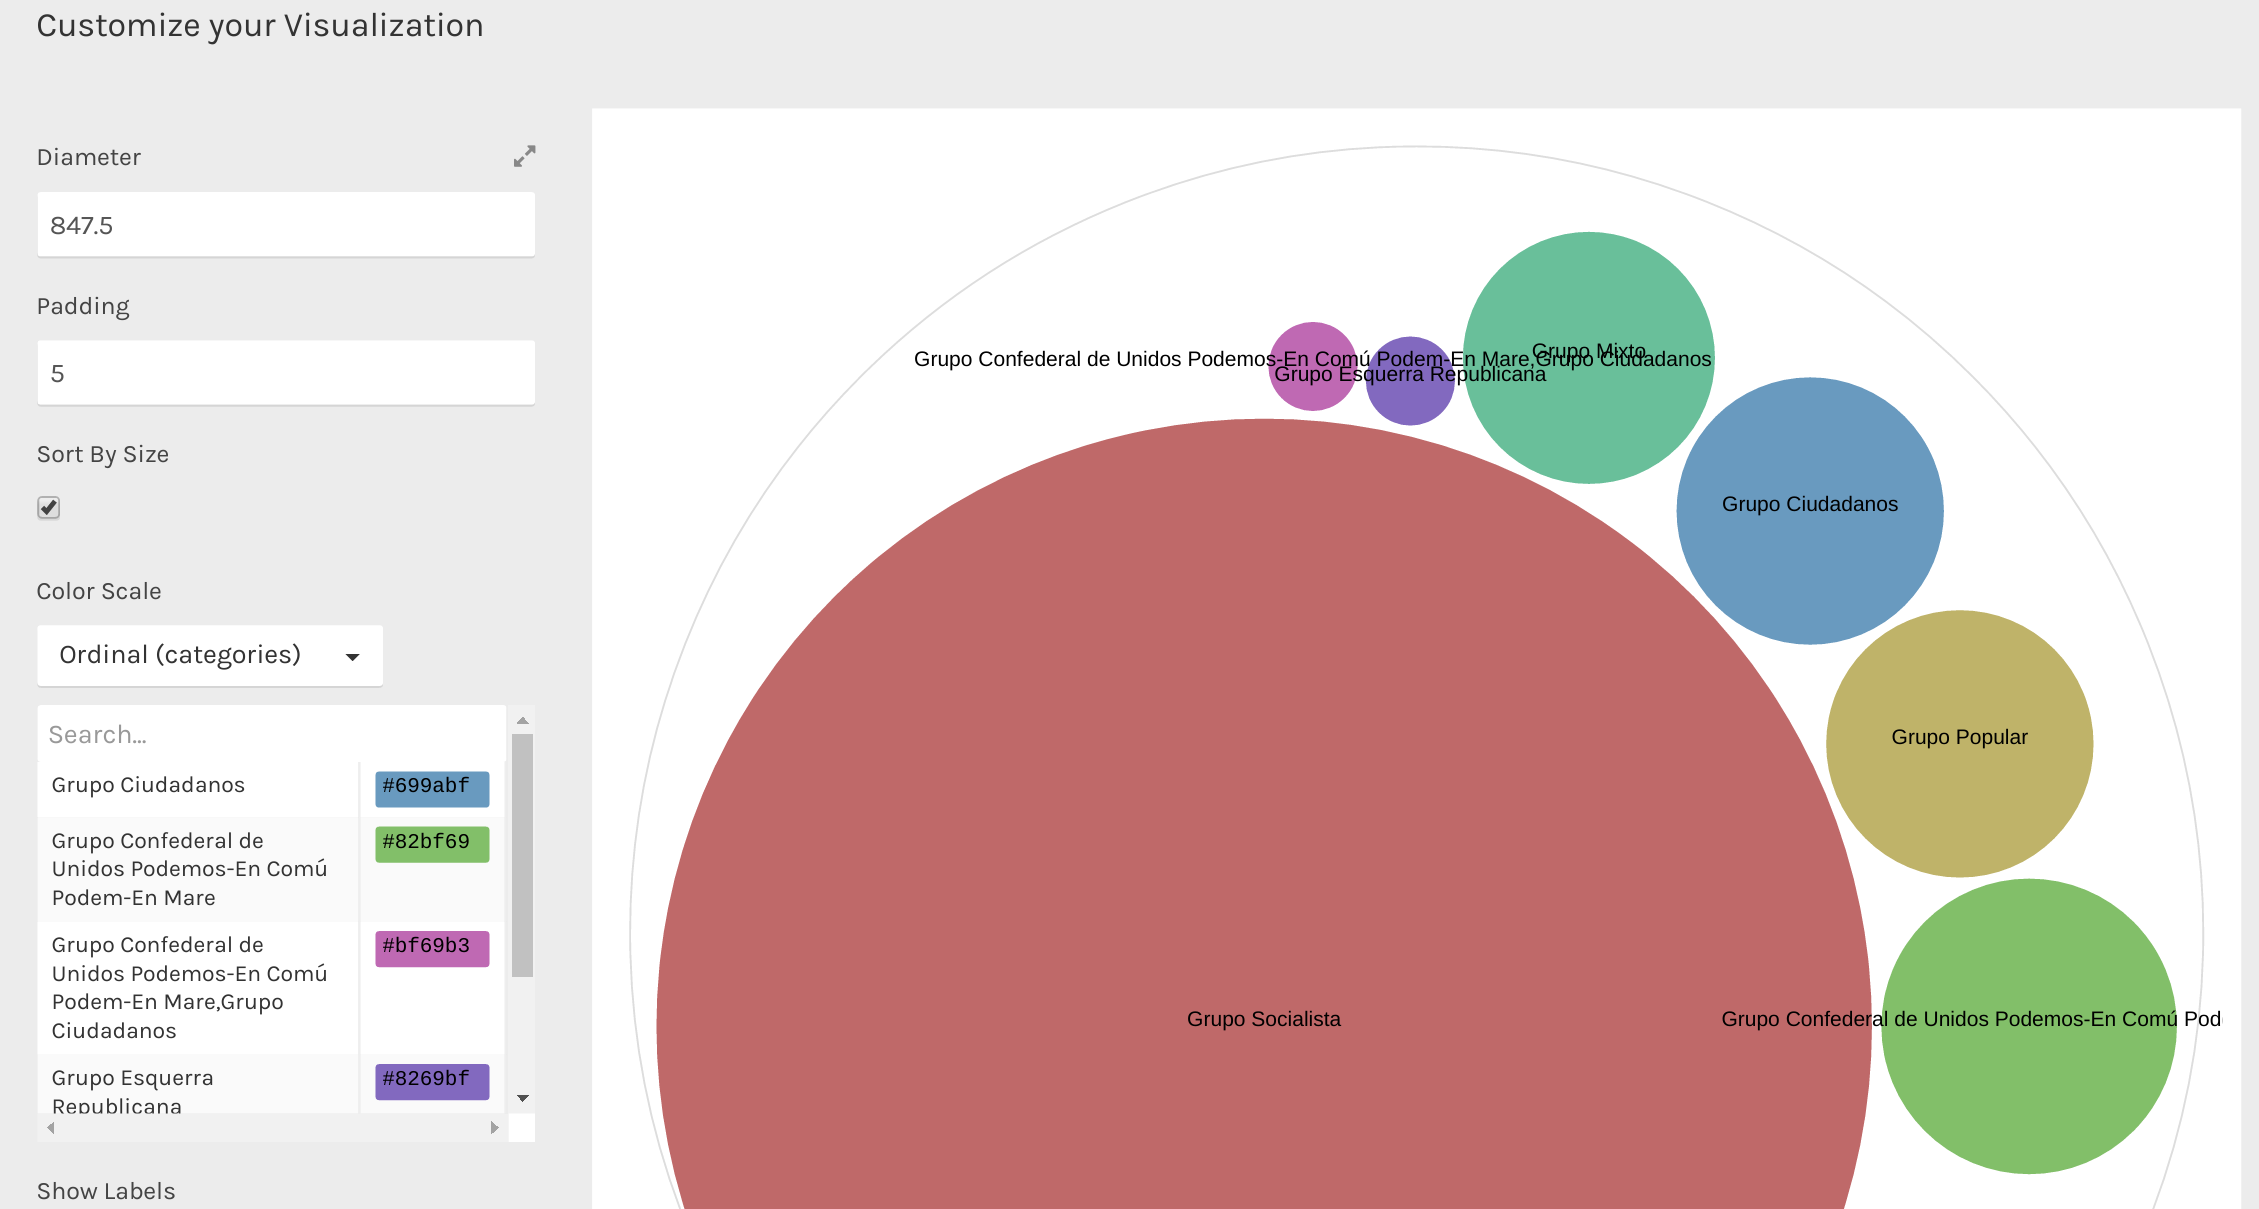 Customize your Visualization
Diameter
847.5
Padding
5
Sort By Size
Color Scale
Ordinal (categories)
Search...
Grupo Ciudadanos
#699abf
Grupo Confederal de
Unidos Podemos-En Comú
Podem-En Mare
#82bf69
Grupo Confederal de
Unidos Podemos-En Comú
Podem-En Mare,Grupo
Ciudadanos
#bf69b3
Grupo Esquerra
Republicana
#8269bf
Show Labels
Grupo Mixto
Grupo Confederal de Unidos Podemos-En Comú Podem-En Mare,Grupo Ciudadanos
Grupo Esquerra Republicana
Grupo Ciudadanos
Grupo Popular
Grupo Socialista
Grupo Confederal de Unidos Podemos-En Comú Pod